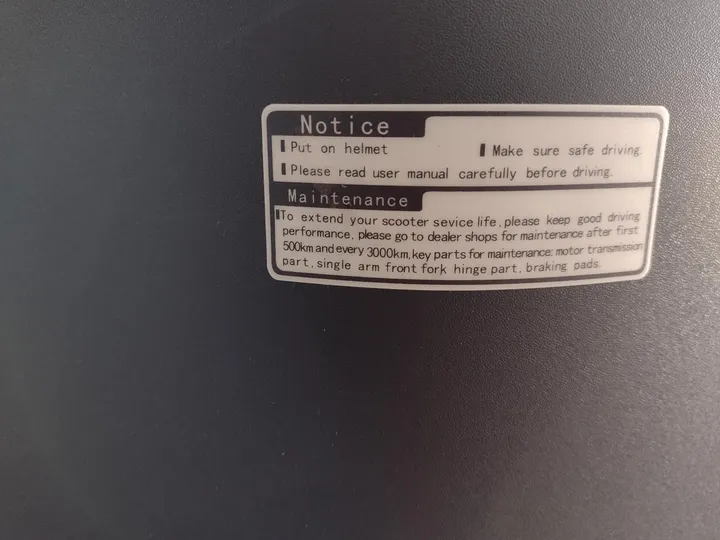 Notice
Put on helmet Make sure safe driving.
Please read user manual carefully before driving.
Maintenance
To extend your scooter sevice life, please keep good driving
performance, please go to dealer shops for maintenance after first
500km and every 3000km, key parts for maintenance: motor transmission
part, single arm front fork hinge part, braking pads.